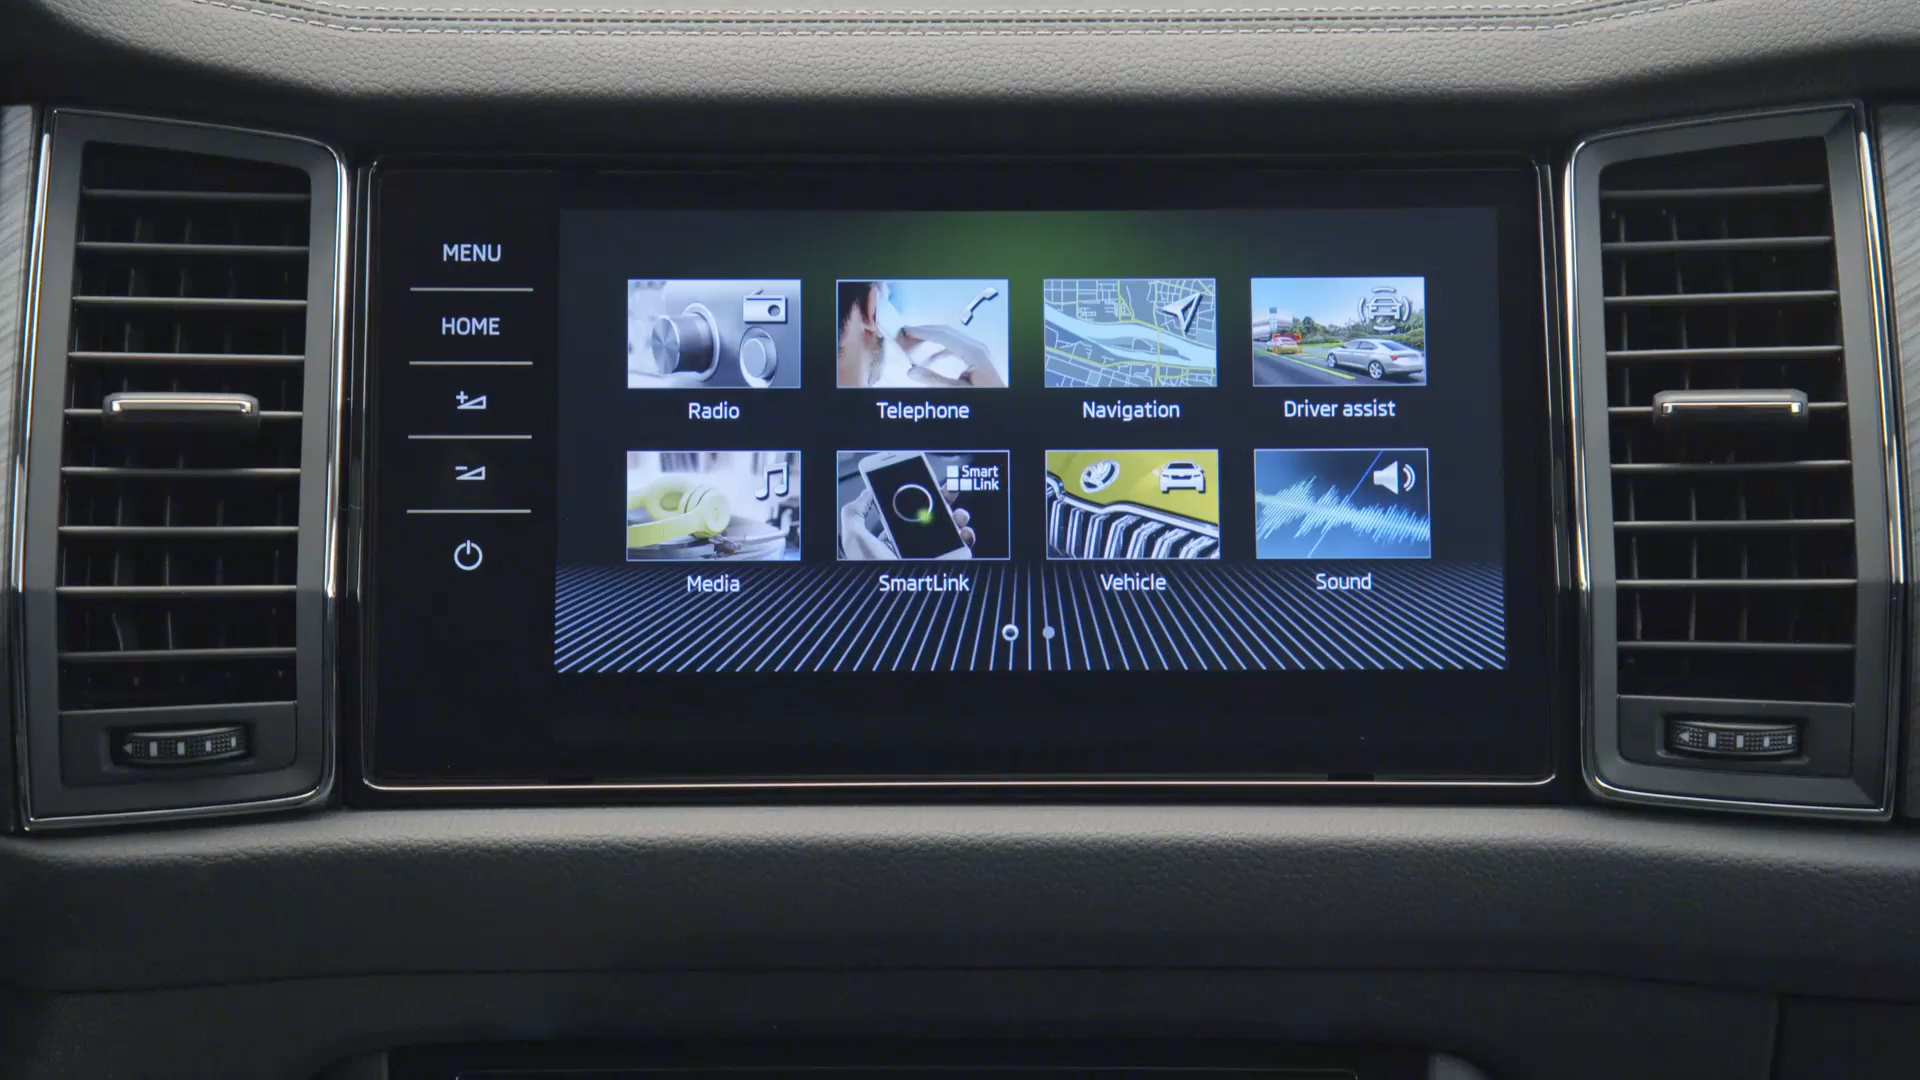 MENU
HOME
Radio
Telephone
Navigation
Driver assist
Smart
Link
Media
SmartLink
Vehicle
Sound